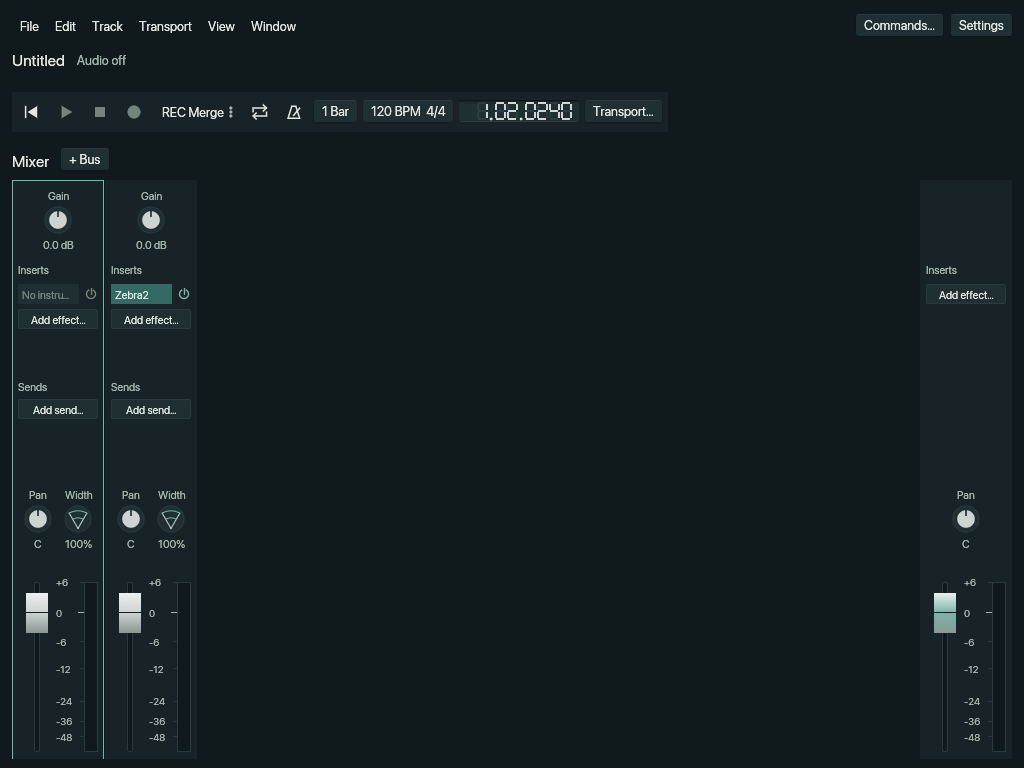 File Edit Track Transport View Window Commands... Settings
Untitled Audio off
REC Merge 1 Bar 120 BPM 4/4 1.02.0240 Transport...
Mixer + Bus
Gain Gain
0.0 dB 0.0 dB
Inserts Inserts Inserts
No instru... Zebra2 Add effect...
Add effect... Add effect...
Sends Sends
Add send... Add send...
Pan Width Pan Width Pan
C 100% C 100% C
+6 +6 +6
0 0 0
-6 -6 -6
-12 -12 -12
-24 -24 -24
-36 -36 -36
-48 -48 -48